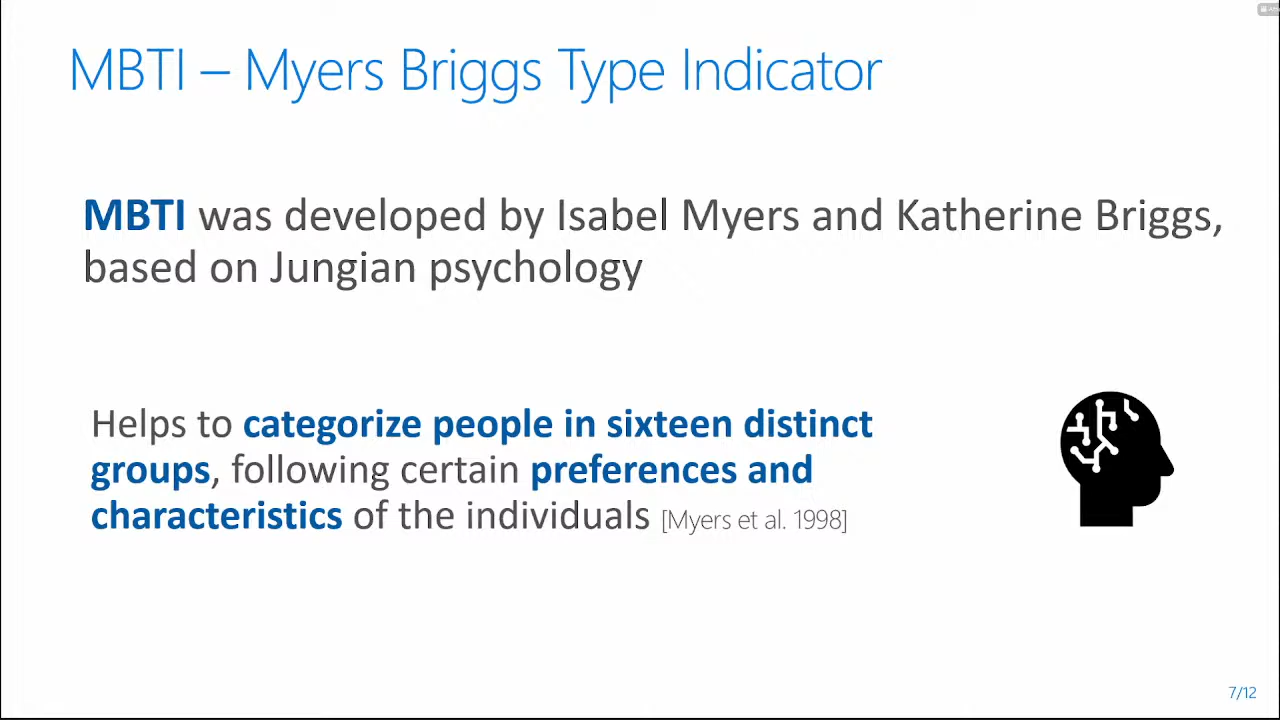 MBTI – Myers Briggs Type Indicator
MBTI was developed by Isabel Myers and Katherine Briggs,
based on Jungian psychology
Helps to categorize people in sixteen distinct
groups, following certain preferences and
characteristics of the individuals [Myers et al. 1998]
7/12